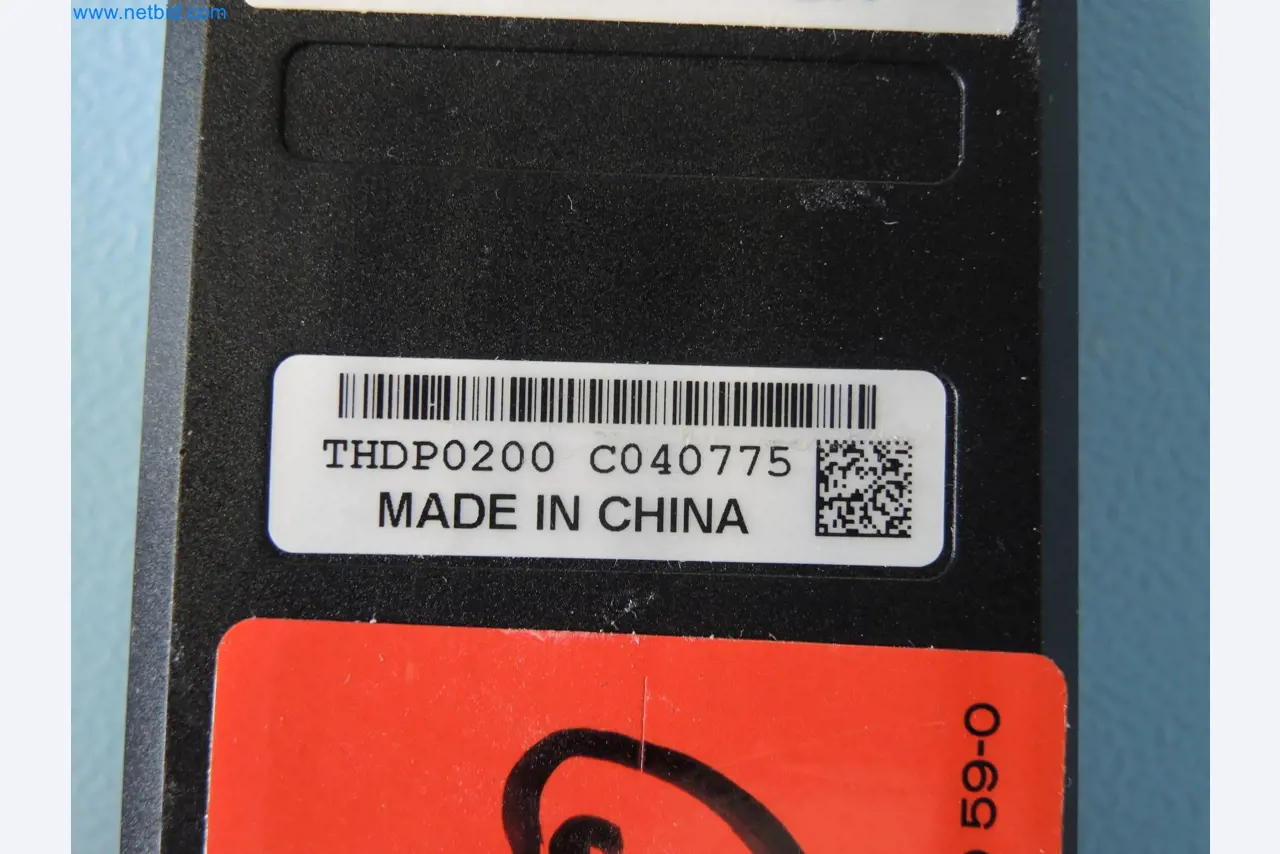 www.netbid.com
THDP0200 C040775
MADE IN CHINA
59-0